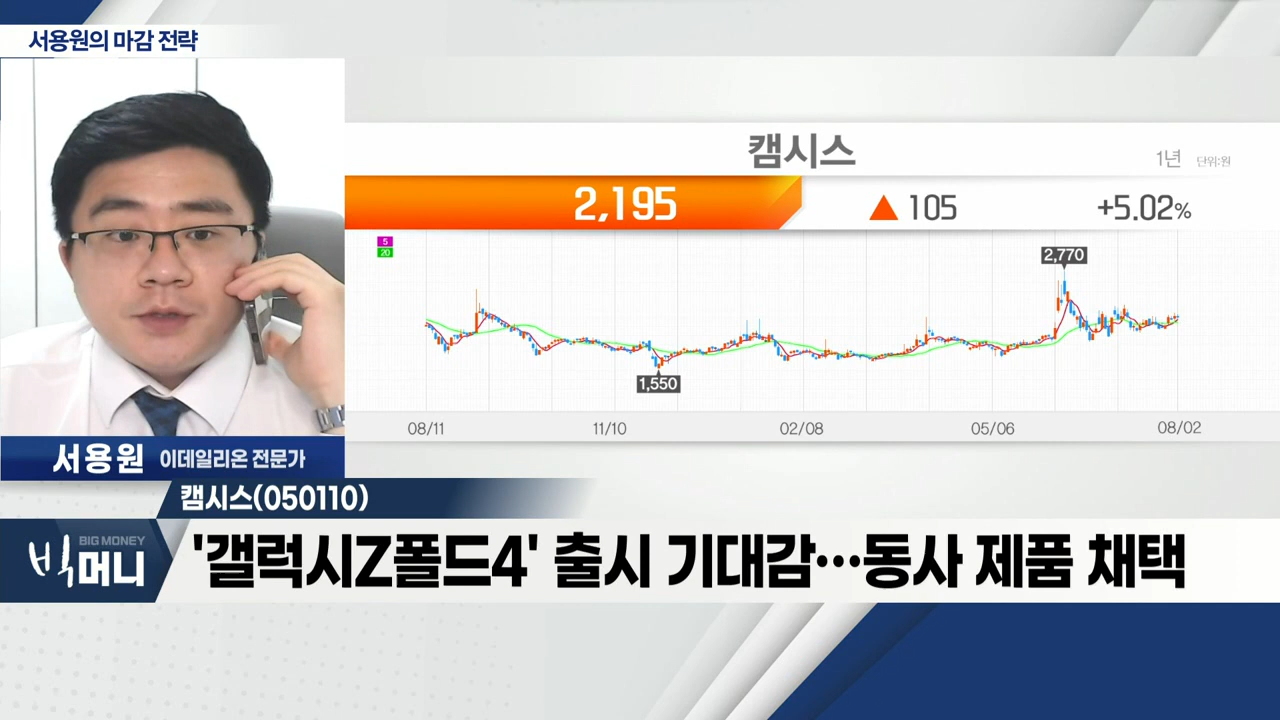 서용원의 마감 전략
캠시스
1년 단위:원
2,195 ▲ 105 +5.02%
5
20
2,770
1,550
08/11 11/10 02/08 05/06 08/02
서용원 이데일리온 전문가
캠시스(050110)
BIG MONEY
빅머니
'갤럭시Z폴드4' 출시 기대감…동사 제품 채택